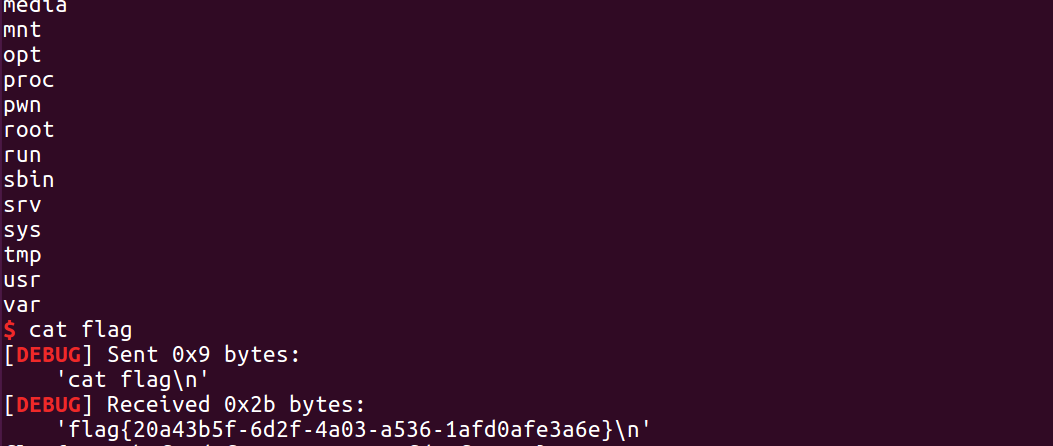 media
mnt
opt
proc
pwn
root
run
sbin
srv
sys
tmp
usr
var
$ cat flag
[DEBUG] Sent 0x9 bytes:
'cat flag\n'
[DEBUG] Received 0x2b bytes:
'flag{20a43b5f-6d2f-4a03-a536-1afd0afe3a6e}\n'